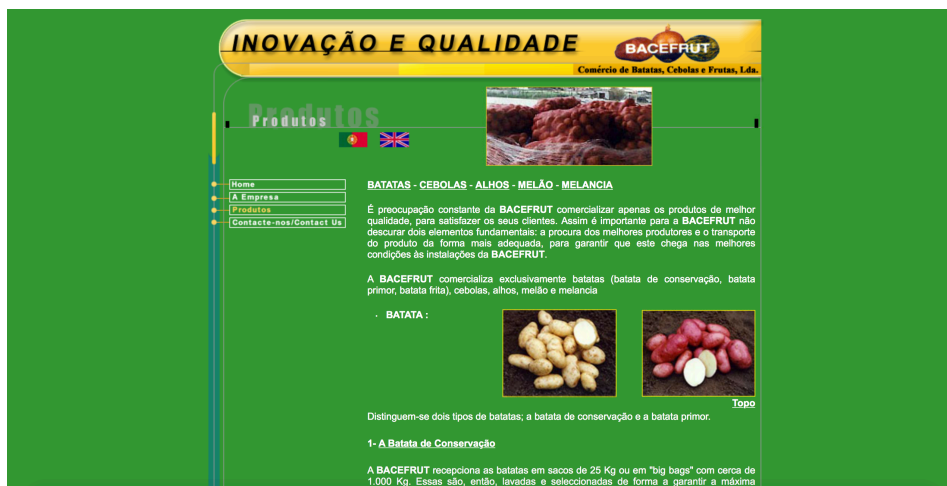 INOVAÇÃO E QUALIDADE
BACEFRUT
Comércio de Batatas, Cebolas e Frutas, Lda.
Produtos
Produtos
Home
A Empresa
Produtos
Contacte-nos/Contact Us
BATATAS - CEBOLAS - ALHOS - MELÃO - MELANCIA
É preocupação constante da BACEFRUT comercializar apenas os produtos de melhor
qualidade, para satisfazer os seus clientes. Assim é importante para a BACEFRUT não
descurar dois elementos fundamentais: a procura dos melhores produtores e o transporte
do produto da forma mais adequada, para garantir que este chega nas melhores
condições às instalações da BACEFRUT.
A BACEFRUT comercializa exclusivamente batatas (batata de conservação, batata
primor, batata frita), cebolas, alhos, melão e melancia
· BATATA :
Topo
Distinguem-se dois tipos de batatas; a batata de conservação e a batata primor.
1- A Batata de Conservação
A BACEFRUT recepciona as batatas em sacos de 25 Kg ou em "big bags" com cerca de
1.000 Kg. Essas são, então, lavadas e seleccionadas de forma a garantir a máxima